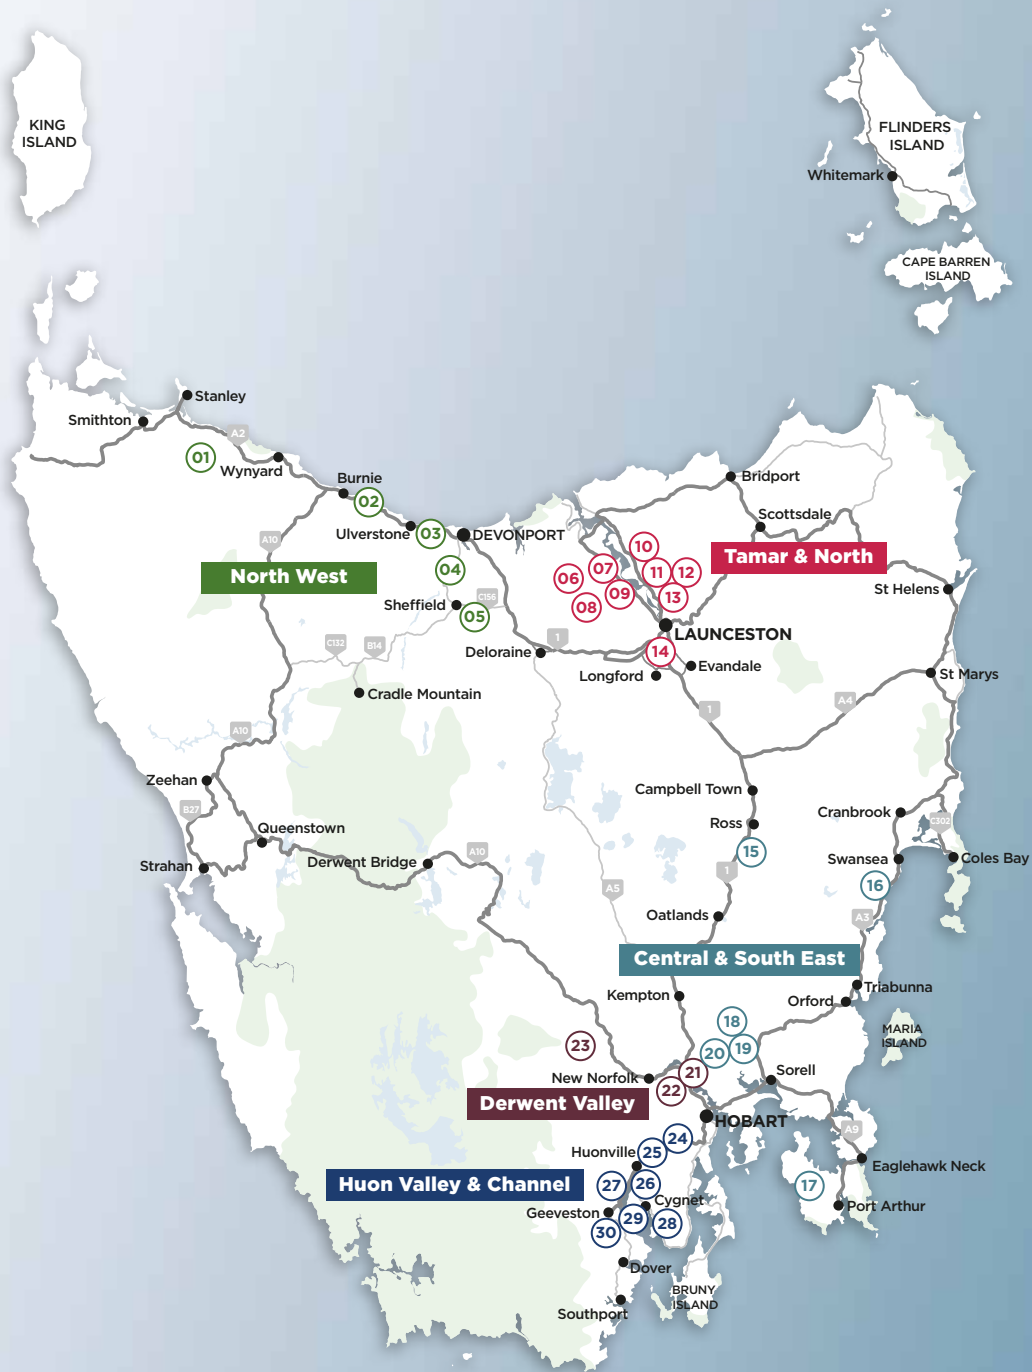 KING
ISLAND
FLINDERS
ISLAND
Whitemark
CAPE BARREN
ISLAND
Stanley
Smithton
A2
01
Wynyard
Burnie
02
Bridport
Ulverstone
03
DEVONPORT
Scottsdale
A10
10
Tamar & North
04
07
11
12
North West
06
St Helens
Sheffield
C156
09
13
05
08
LAUNCESTON
C132
B14
1
Deloraine
14
Evandale
Longford
St Marys
Cradle Mountain
A4
1
A10
Zeehan
Campbell Town
B27
Cranbrook
Ross
C302
Queenstown
15
Derwent Bridge
A10
Swansea
Coles Bay
Strahan
1
16
A5
Oatlands
A3
Central & South East
Triabunna
Kempton
Orford
18
MARIA
ISLAND
23
20
19
21
Sorell
New Norfolk
22
Derwent Valley
HOBART
A9
24
Huonville
25
Eaglehawk Neck
Huon Valley & Channel
27
26
17
Cygnet
Port Arthur
Geeveston
29
28
30
Dover
BRUNY
ISLAND
Southport